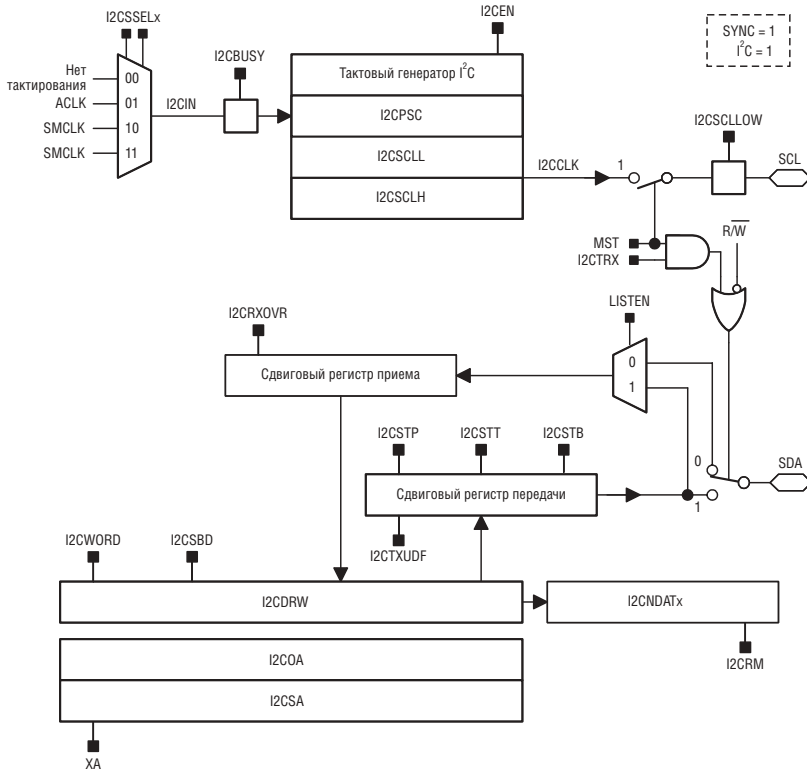 I2CSSELx
I2CEN
SYNC = 1
I²C = 1
I2CBUSY
Нет
тактирования
00
ACLK
01
I2CIN
SMCLK
10
SMCLK
11
Тактовый генератор I²C
I2CPSC
I2CSCLL
I2CSCLH
I2CCLK
1
I2CSCLLOW
SCL
MST
I2CTRX
R/W̅
LISTEN
I2CRXOVR
Сдвиговый регистр приема
0
1
I2CSTP
I2CSTT
I2CSTB
0
SDA
Сдвиговый регистр передачи
1
I2CTXUDF
I2CWORD
I2CSBD
I2CDRW
I2CNDATx
I2CRM
I2COA
I2CSA
XA